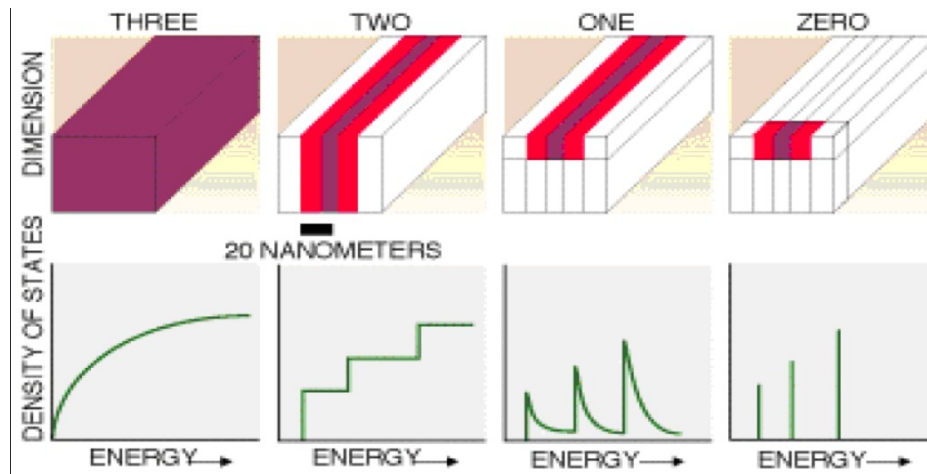 THREE
TWO
ONE
ZERO
DIMENSION
20 NANOMETERS
DENSITY OF STATES
ENERGY
ENERGY
ENERGY
ENERGY